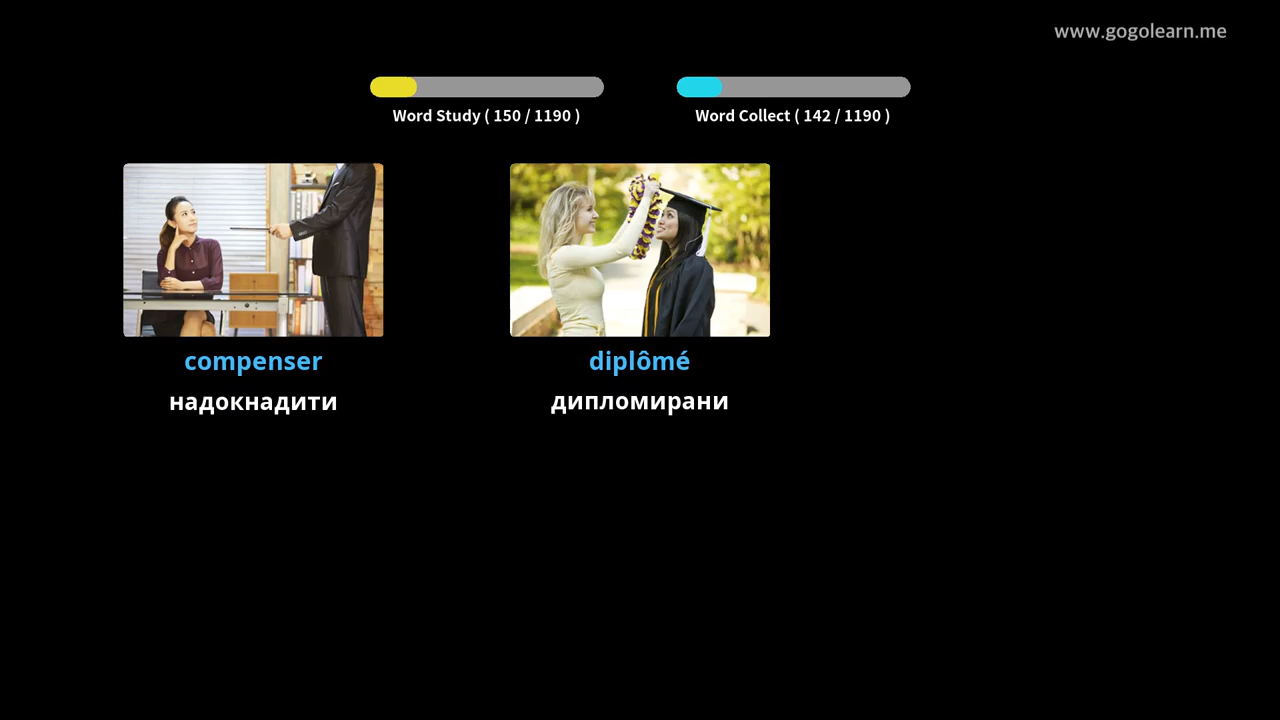 www.gogolearn.me
Word Study ( 150 / 1190 )
Word Collect ( 142 / 1190 )
compenser
diplômé
надокнадити
дипломирани